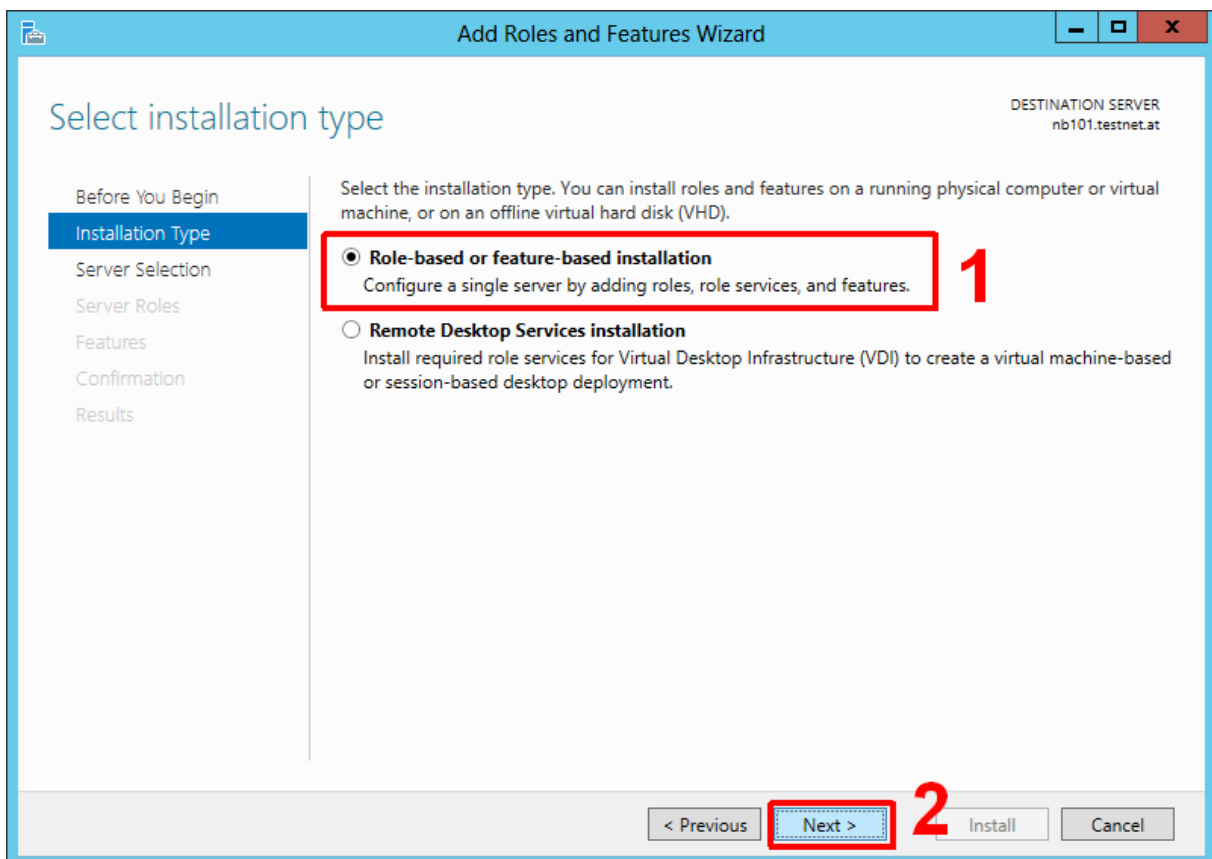 Add Roles and Features Wizard
x
Select installation type
DESTINATION SERVER
nb101.testnet.at
Before You Begin
Installation Type
Server Selection
Server Roles
Features
Confirmation
Results
Select the installation type. You can install roles and features on a running physical computer or virtual
machine, or on an offline virtual hard disk (VHD).
Role-based or feature-based installation
Configure a single server by adding roles, role services, and features.
1
Remote Desktop Services installation
Install required role services for Virtual Desktop Infrastructure (VDI) to create a virtual machine-based
or session-based desktop deployment.
< Previous
Next >
2
Install
Cancel